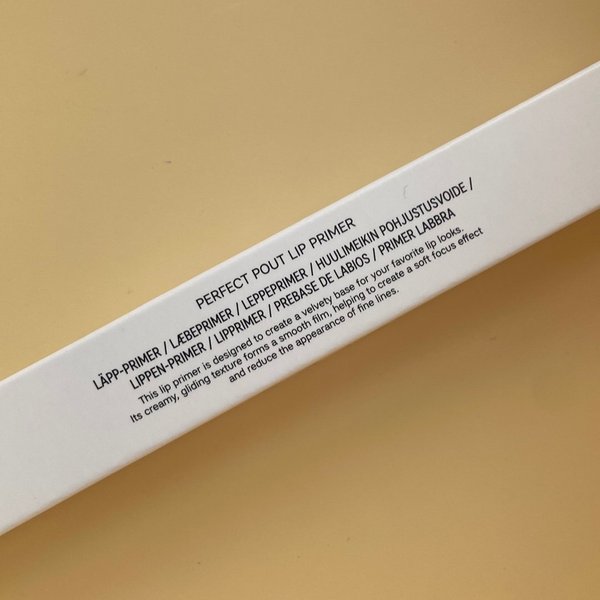 PERFECT POUT LIP PRIMER
LÄPP-PRIMER / LÆBEPRIMER / LEPPEPRIMER / HUULIMEIKIN POHJUSTUSVOIDE /
LIPPEN-PRIMER / LIPPRIMER / PREBASE DE LABIOS / PRIMER LABBRA
This lip primer is designed to create a velvety base for your favorite lip looks.
Its creamy, gliding texture forms a smooth film, helping to create a soft focus effect
and reduce the appearance of fine lines.